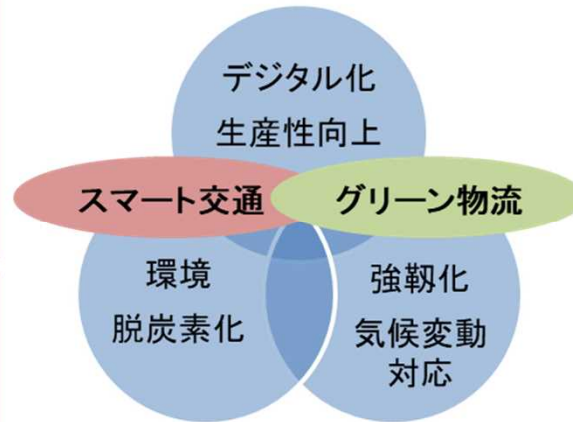 デジタル化
生産性向上
スマート交通
グリーン物流
環境
脱炭素化
強靱化
気候変動
対応